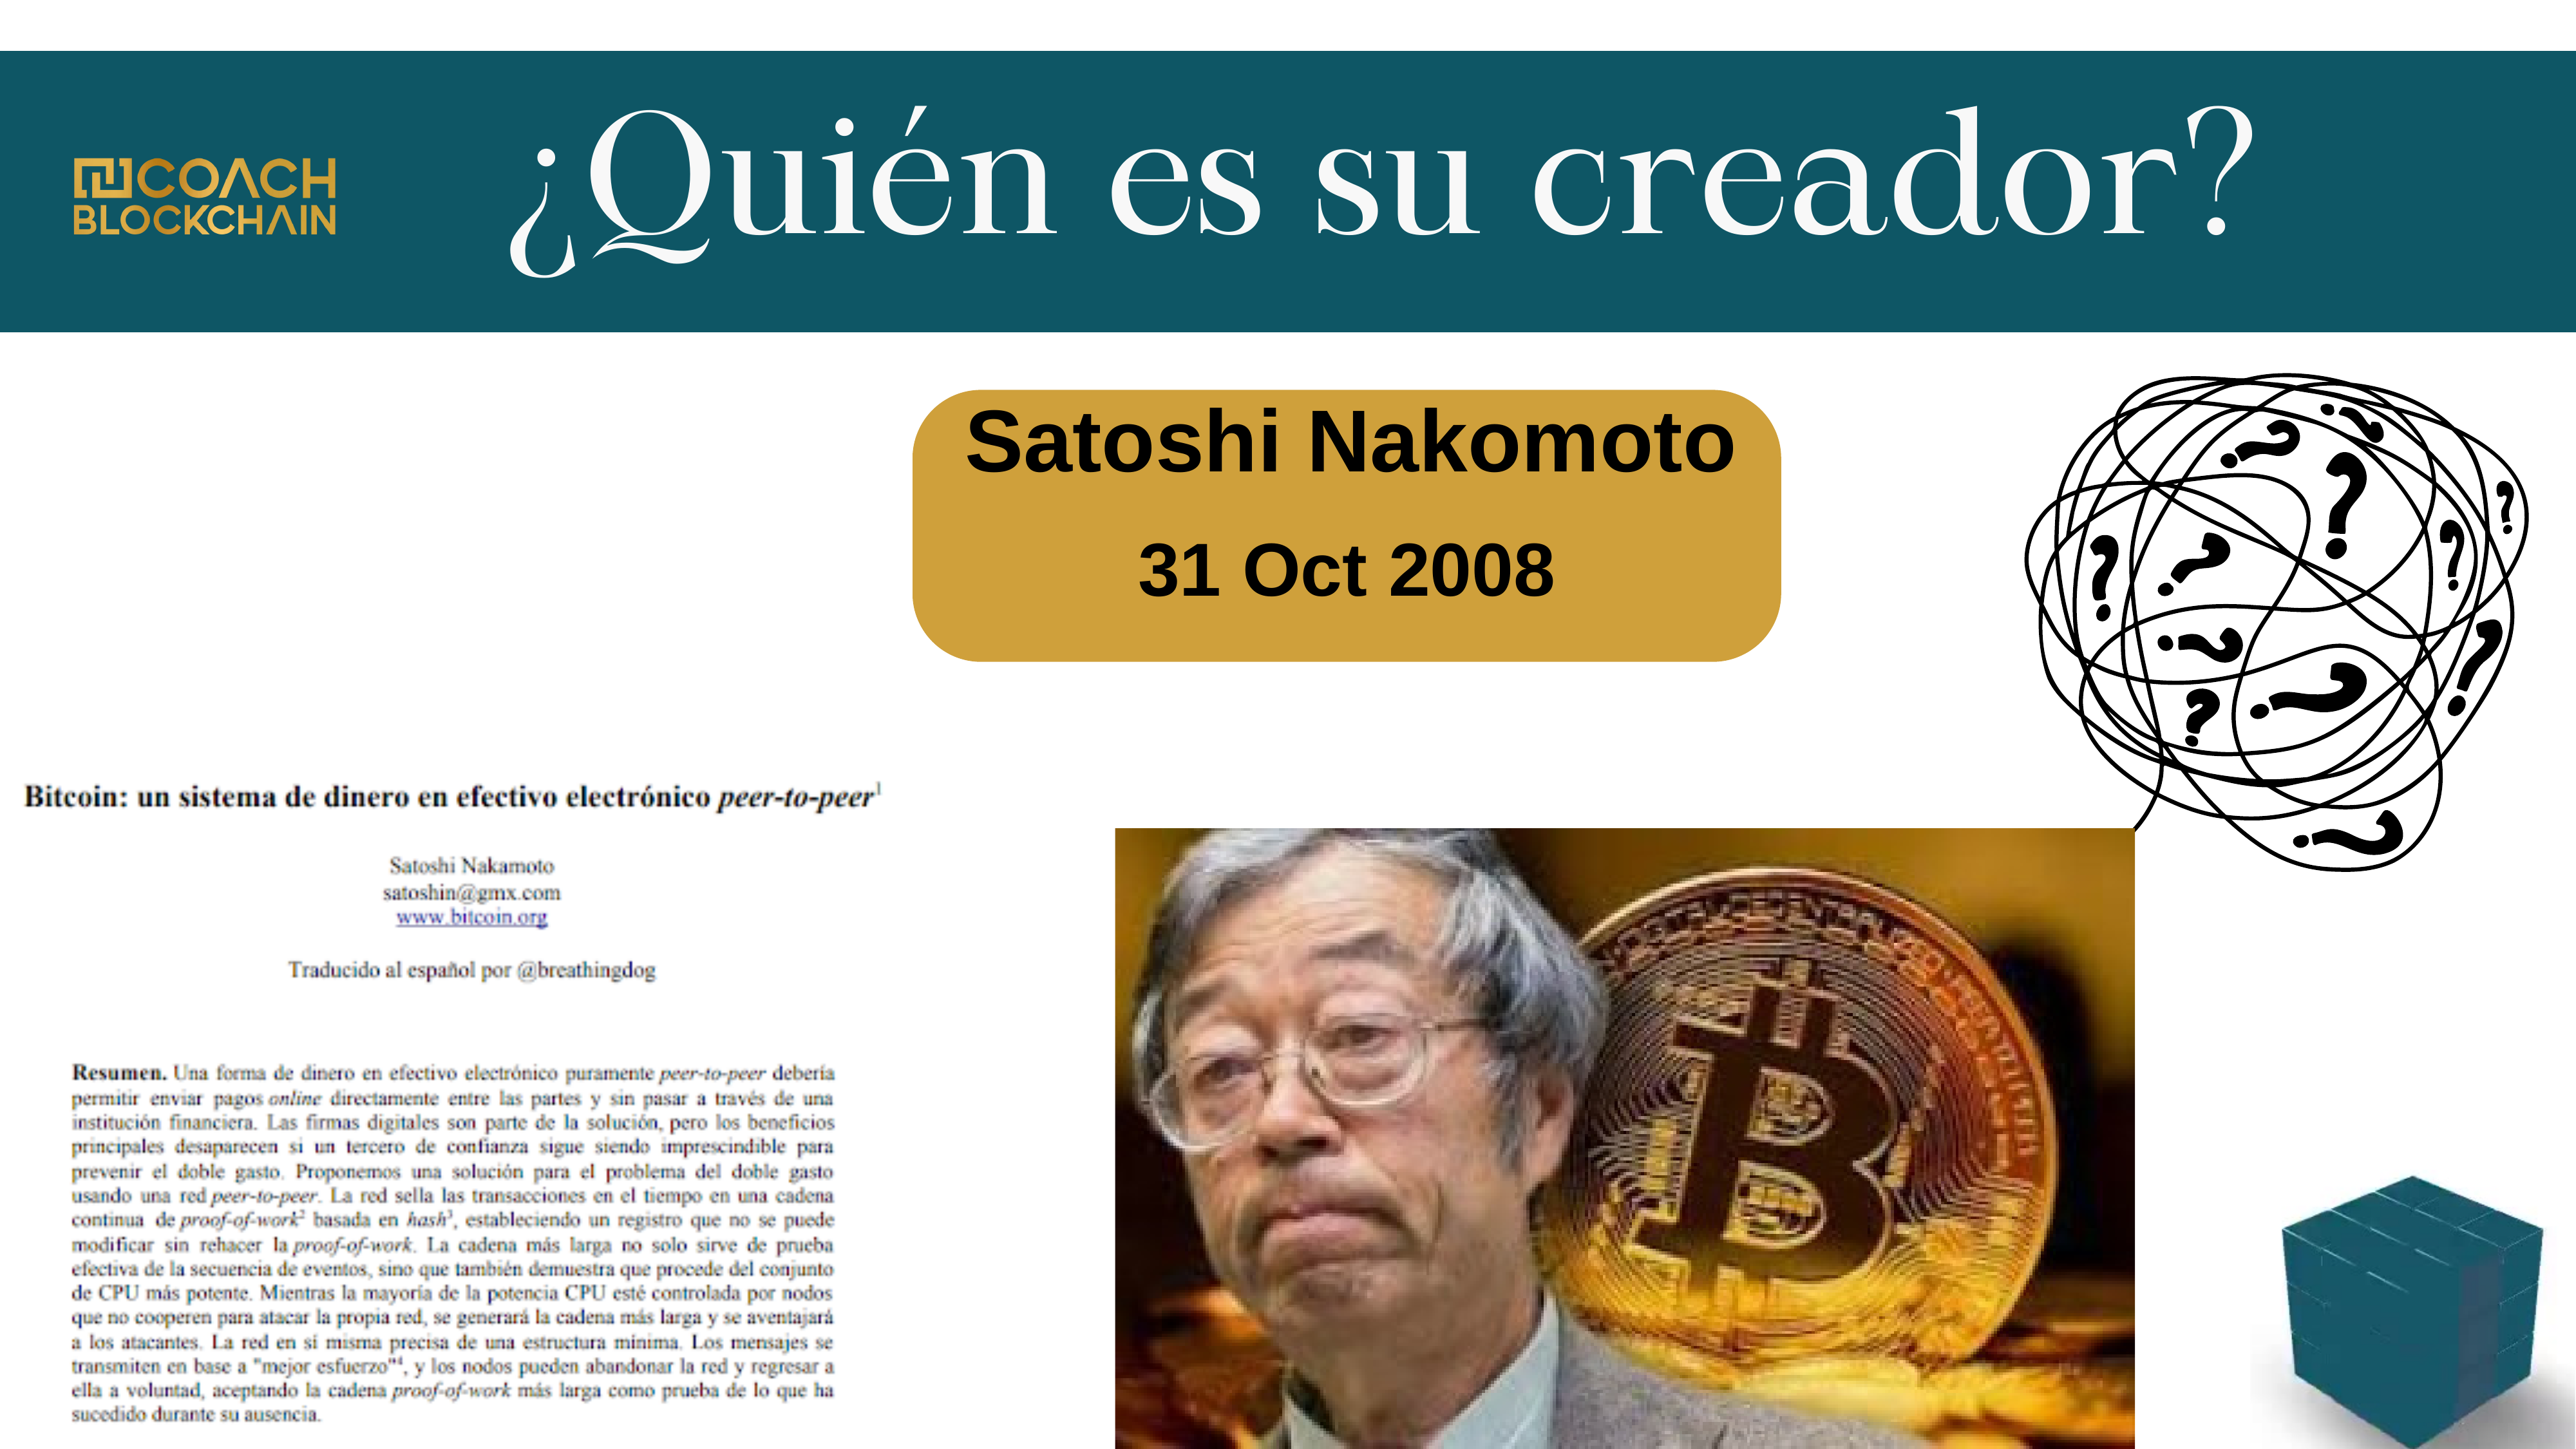 ¿Quién es su creador?
COACH
BLOCKCHAIN
Satoshi Nakomoto
31 Oct 2008
Bitcoin: un sistema de dinero en efectivo electrónico peer-to-peer1
Satoshi Nakamoto
satoshin@gmx.com
www.bitcoin.org
Traducido al español por @breathingdog
Resumen. Una forma de dinero en efectivo electrónico puramente peer-to-peer debería
permitir enviar pagos online directamente entre las partes y sin pasar a través de una
institución financiera. Las firmas digitales son parte de la solución, pero los beneficios
principales desaparecen si un tercero de confianza sigue siendo imprescindible para
prevenir el doble gasto. Proponemos una solución para el problema del doble gasto
usando una red peer-to-peer. La red sella las transacciones en el tiempo en una cadena
continua de proof-of-work2 basada en hash3, estableciendo un registro que no se puede
modificar sin rehacer la proof-of-work. La cadena más larga no solo sirve de prueba
efectiva de la secuencia de eventos, sino que también demuestra que procede del conjunto
de CPU más potente. Mientras la mayoría de la potencia CPU esté controlada por nodos
que no cooperen para atacar la propia red, se generará la cadena más larga y se aventajará
a los atacantes. La red en sí misma precisa de una estructura mínima. Los mensajes se
transmiten en base a "mejor esfuerzo"4, y los nodos pueden abandonar la red y regresar a
ella a voluntad, aceptando la cadena proof-of-work más larga como prueba de lo que ha
sucedido durante su ausencia.